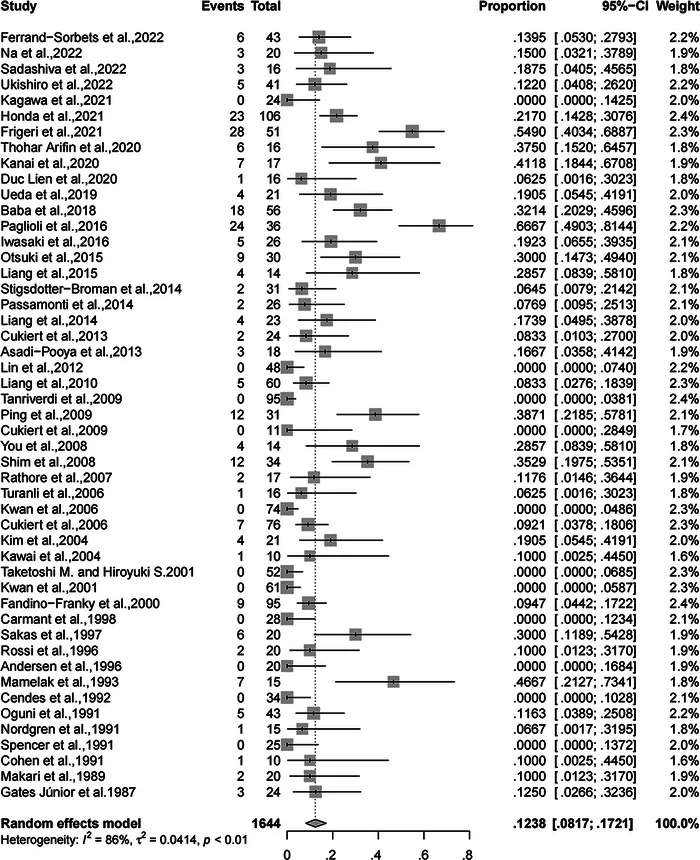 Study Events Total Proportion 95%−CI Weight
Ferrand−Sorbets et al.,2022 6 43 .1395 [.0530; .2793] 2.2%
Na et al.,2022 3 20 .1500 [.0321; .3789] 1.9%
Sadashiva et al.,2022 3 16 .1875 [.0405; .4565] 1.8%
Ukishiro et al.,2022 5 41 .1220 [.0408; .2620] 2.2%
Kagawa et al.,2021 0 24 .0000 [.0000; .1425] 2.0%
Honda et al.,2021 23 106 .2170 [.1428; .3076] 2.4%
Frigeri et al.,2021 28 51 .5490 [.4034; .6887] 2.3%
Thohar Arifin et al.,2020 6 16 .3750 [.1520; .6457] 1.8%
Kanai et al.,2020 7 17 .4118 [.1844; .6708] 1.9%
Duc Lien et al.,2020 1 16 .0625 [.0016; .3023] 1.8%
Ueda et al.,2019 4 21 .1905 [.0545; .4191] 2.0%
Baba et al.,2018 18 56 .3214 [.2029; .4596] 2.3%
Paglioli et al.,2016 24 36 .6667 [.4903; .8144] 2.2%
Iwasaki et al.,2016 5 26 .1923 [.0655; .3935] 2.1%
Otsuki et al.,2015 9 30 .3000 [.1473; .4940] 2.1%
Liang et al.,2015 4 14 .2857 [.0839; .5810] 1.8%
Stigsdotter−Broman et al.,2014 2 31 .0645 [.0079; .2142] 2.1%
Passamonti et al.,2014 2 26 .0769 [.0095; .2513] 2.1%
Liang et al.,2014 4 23 .1739 [.0495; .3878] 2.0%
Cukiert et al.,2013 2 24 .0833 [.0103; .2700] 2.0%
Asadi−Pooya et al.,2013 3 18 .1667 [.0358; .4142] 1.9%
Lin et al.,2012 0 48 .0000 [.0000; .0740] 2.3%
Liang et al.,2010 5 60 .0833 [.0276; .1839] 2.3%
Tanriverdi et al.,2009 0 95 .0000 [.0000; .0381] 2.4%
Ping et al.,2009 12 31 .3871 [.2185; .5781] 2.1%
Cukiert et al.,2009 0 11 .0000 [.0000; .2849] 1.7%
You et al.,2008 4 14 .2857 [.0839; .5810] 1.8%
Shim et al.,2008 12 34 .3529 [.1975; .5351] 2.1%
Rathore et al.,2007 2 17 .1176 [.0146; .3644] 1.9%
Turanli et al.,2006 1 16 .0625 [.0016; .3023] 1.8%
Kwan et al.,2006 0 74 .0000 [.0000; .0486] 2.3%
Cukiert et al.,2006 7 76 .0921 [.0378; .1806] 2.3%
Kim et al.,2004 4 21 .1905 [.0545; .4191] 2.0%
Kawai et al.,2004 1 10 .1000 [.0025; .4450] 1.6%
Taketoshi M. and Hiroyuki S.2001 0 52 .0000 [.0000; .0685] 2.3%
Kwan et al.,2001 0 61 .0000 [.0000; .0587] 2.3%
Fandino−Franky et al.,2000 9 95 .0947 [.0442; .1722] 2.4%
Carmant et al.,1998 0 28 .0000 [.0000; .1234] 2.1%
Sakas et al.,1997 6 20 .3000 [.1189; .5428] 1.9%
Rossi et al.,1996 2 20 .1000 [.0123; .3170] 1.9%
Andersen et al.,1996 0 20 .0000 [.0000; .1684] 1.9%
Mamelak et al.,1993 7 15 .4667 [.2127; .7341] 1.8%
Cendes et al.,1992 0 34 .0000 [.0000; .1028] 2.1%
Oguni et al.,1991 5 43 .1163 [.0389; .2508] 2.2%
Nordgren et al.,1991 1 15 .0667 [.0017; .3195] 1.8%
Spencer et al.,1991 0 25 .0000 [.0000; .1372] 2.0%
Cohen et al.,1991 1 10 .1000 [.0025; .4450] 1.6%
Makari et al.,1989 2 20 .1000 [.0123; .3170] 1.9%
Gates Júnior et al.1987 3 24 .1250 [.0266; .3236] 2.0%
Random effects model 1644 .1238 [.0817; .1721] 100.0%
Heterogeneity: I² = 86%, τ² = 0.0414, p < 0.01
0 .2 .4 .6 .8